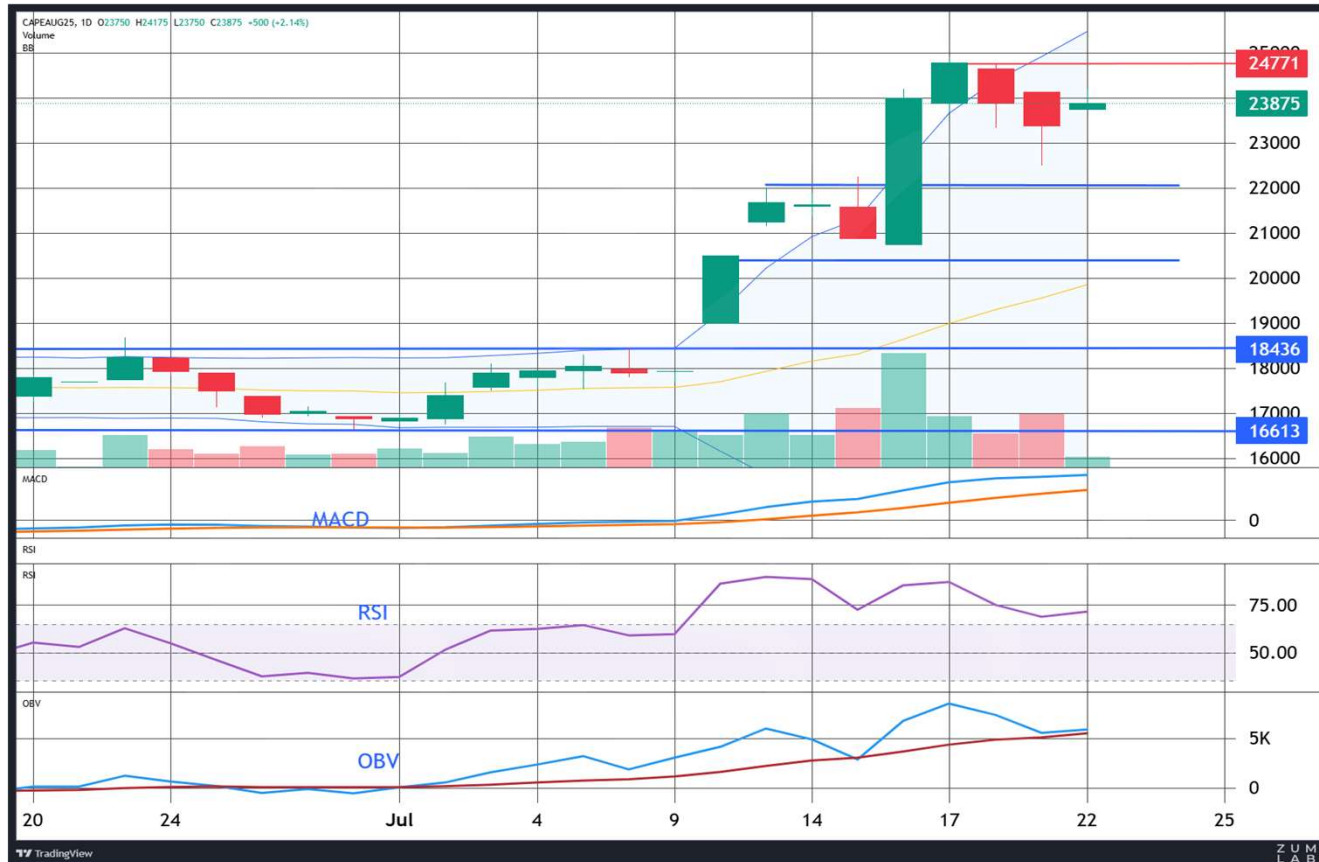 CAPEAUG25, 1D O23750 H24175 L23750 C23875 +500 (+2.14%)
Volume
BB
25000
24771
23875
23000
22000
21000
20000
19000
18436
18000
17000
16613
16000
MACD
MACD
0
RSI
RSI
RSI
75.00
50.00
OBV
OBV
5K
0
20 24 Jul 4 9 14 17 22 25
TradingView
ZUM
LAB